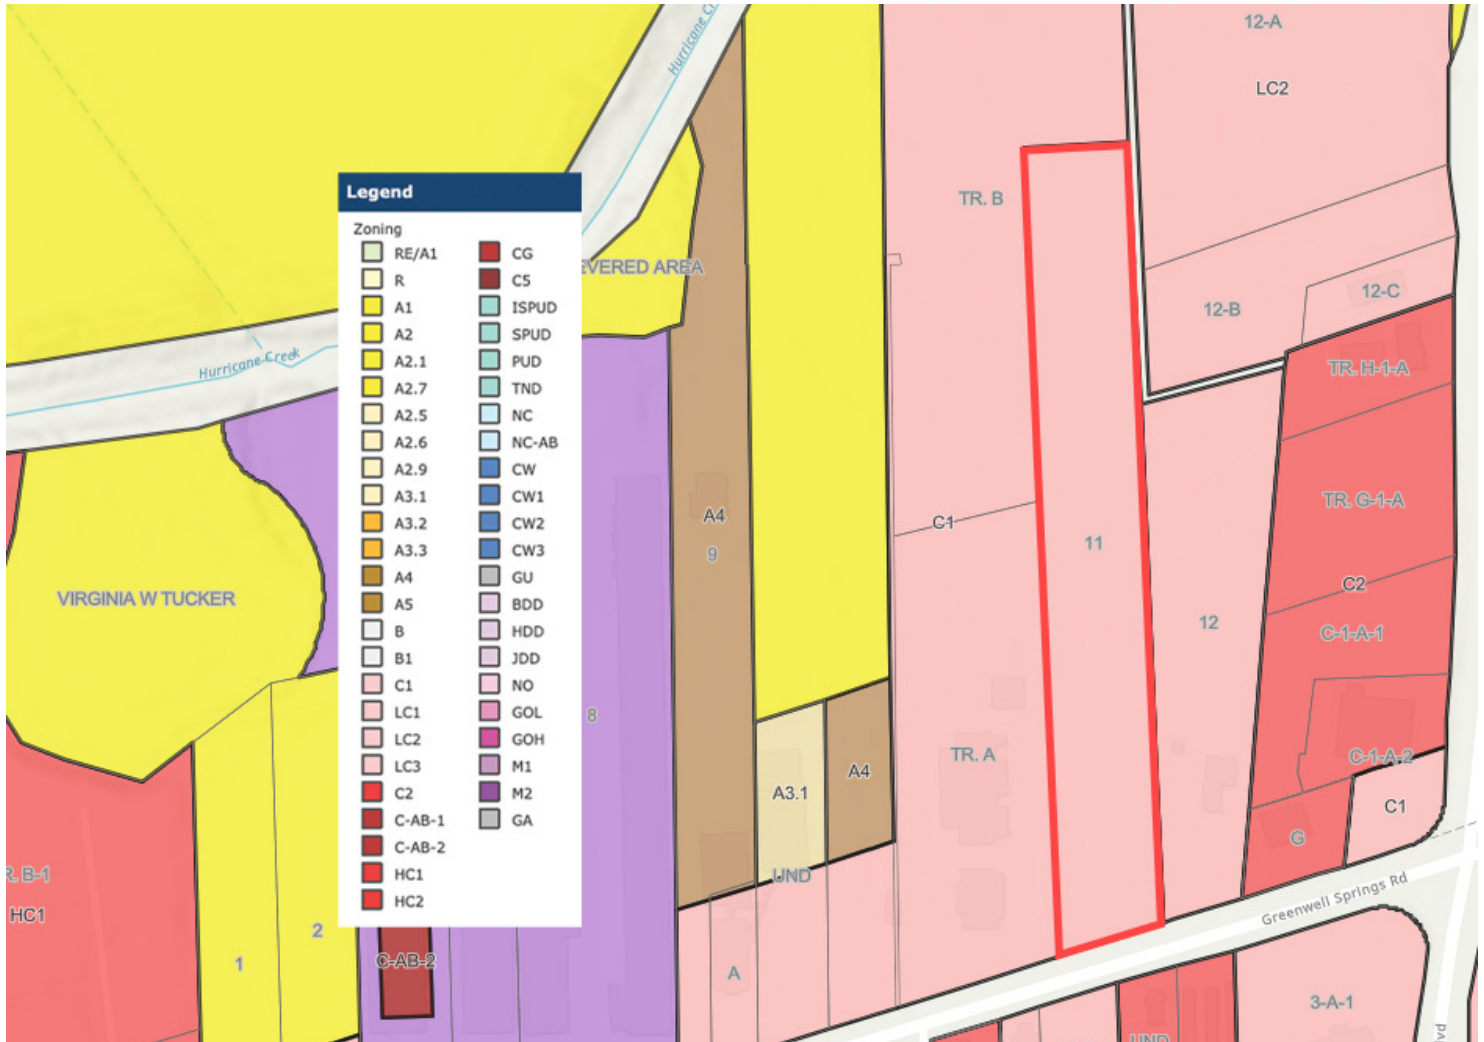 12-A
Hurricane C
LC2
Legend
TR. B
Zoning
RE/A1
R
A1
A2
A2.1
A2.7
A2.5
A2.6
A2.9
A3.1
A3.2
A3.3
A4
A5
B
B1
C1
LC1
LC2
LC3
C2
C-AB-1
C-AB-2
HC1
HC2
CG
C5
ISPUD
SPUD
PUD
TND
NC
NC-AB
CW
CW1
CW2
CW3
GU
BDD
HDD
JDD
NO
GOL
GOH
M1
M2
GA
EVERED AREA
12-C
12-B
Hurricane Creek
TR. H-1-A
TR. G-1-A
A4
C1
9
11
C2
VIRGINIA W TUCKER
12
C-1-A-1
8
TR. A
C-1-A-2
A4
A3.1
C1
G
R. B-1
UND
Greenwell Springs Rd
HC1
2
1
C-AB-2
A
3-A-1
UND